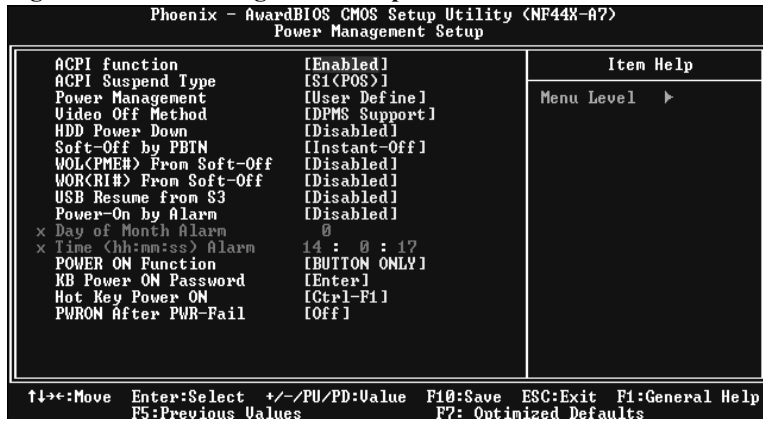 Phoenix - AwardBIOS CMOS Setup Utility (NF44X-A7)
Power Management Setup
ACPI function [Enabled]
ACPI Suspend Type [S1(POS)]
Power Management [User Define]
Video Off Method [DPMS Support]
HDD Power Down [Disabled]
Soft-Off by PBTN [Instant-Off]
WOL(PME#) From Soft-Off [Disabled]
WOR(RI#) From Soft-Off [Disabled]
USB Resume from S3 [Disabled]
Power-On by Alarm [Disabled]
x Day of Month Alarm 0
x Time (hh:mm:ss) Alarm 14 : 0 : 17
POWER ON Function [BUTTON ONLY]
KB Power ON Password [Enter]
Hot Key Power ON [Ctrl-F1]
PWRON After PWR-Fail [Off]
Item Help
Menu Level ▶
↑↓→←:Move Enter:Select +/-/PU/PD:Value F10:Save ESC:Exit F1:General Help
F5:Previous Values F7: Optimized Defaults